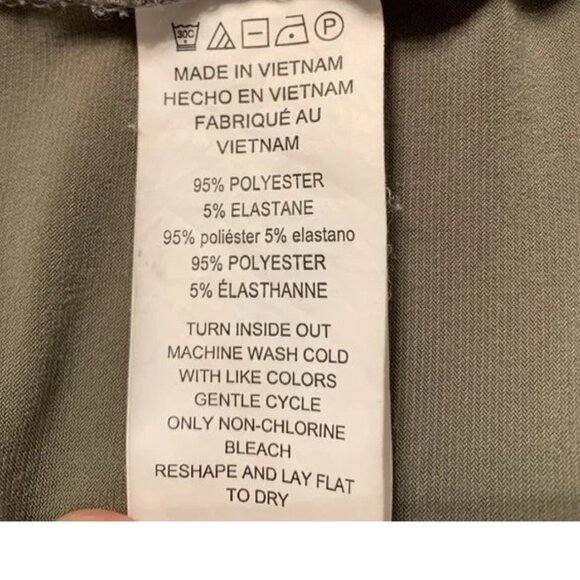 30C
P
MADE IN VIETNAM
HECHO EN VIETNAM
FABRIQUÉ AU
VIETNAM
95% POLYESTER
5% ELASTANE
95% poliéster 5% elastano
95% POLYESTER
5% ÉLASTHANNE
TURN INSIDE OUT
MACHINE WASH COLD
WITH LIKE COLORS
GENTLE CYCLE
ONLY NON-CHLORINE
BLEACH
RESHAPE AND LAY FLAT
TO DRY